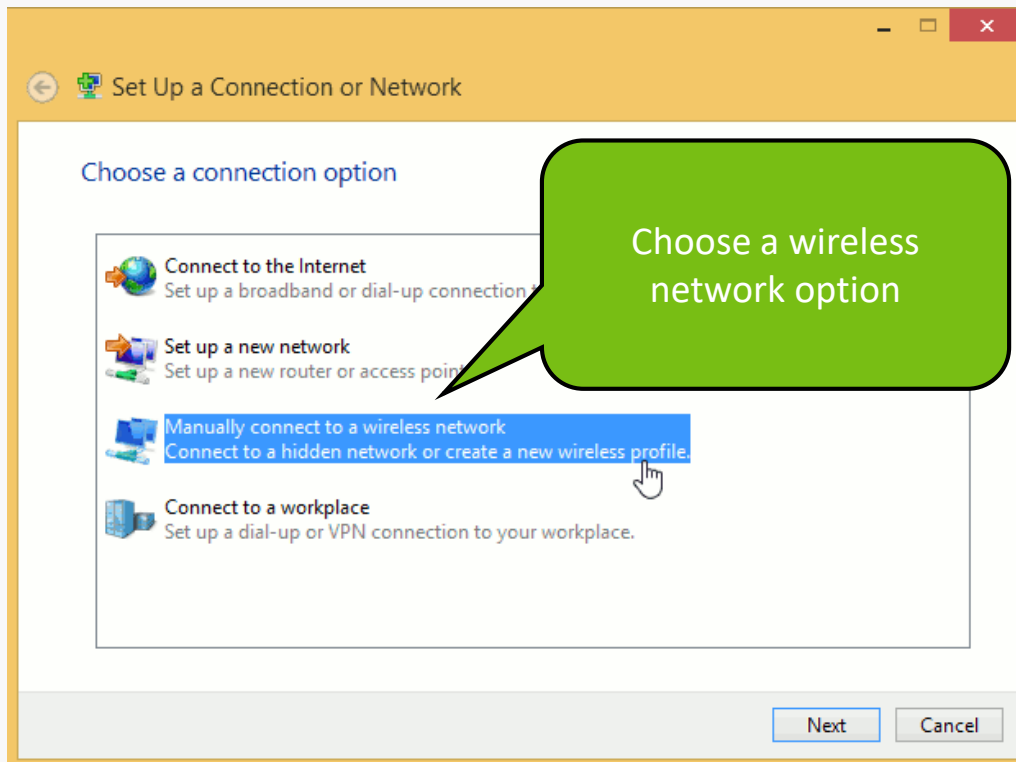 Set Up a Connection or Network
Choose a connection option
Choose a wireless
network option
Connect to the Internet
Set up a broadband or dial-up connection
Set up a new network
Set up a new router or access point
Manually connect to a wireless network
Connect to a hidden network or create a new wireless profile.
Connect to a workplace
Set up a dial-up or VPN connection to your workplace.
Next
Cancel